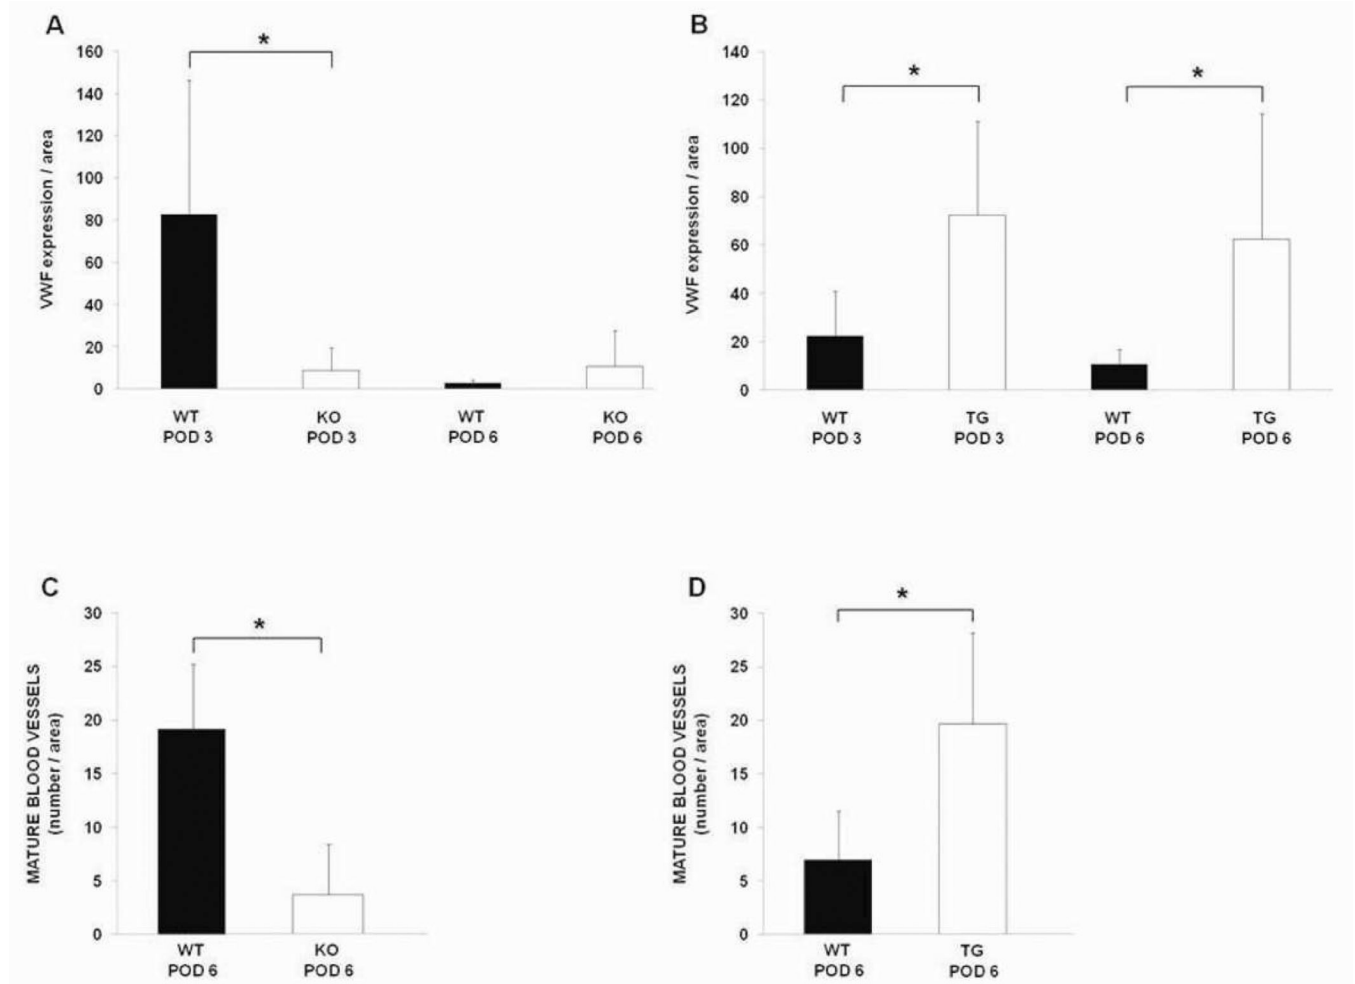 A
VWF expression / area
160
140
120
100
80
60
40
20
0
*
WT
POD 3
KO
POD 3
WT
POD 6
KO
POD 6
B
VWF expression / area
140
120
100
80
60
40
20
0
*
*
WT
POD 3
TG
POD 3
WT
POD 6
TG
POD 6
C
MATURE BLOOD VESSELS
(number / area)
30
25
20
15
10
5
0
*
WT
POD 6
KO
POD 6
D
MATURE BLOOD VESSELS
(number / area)
30
25
20
15
10
5
0
*
WT
POD 6
TG
POD 6